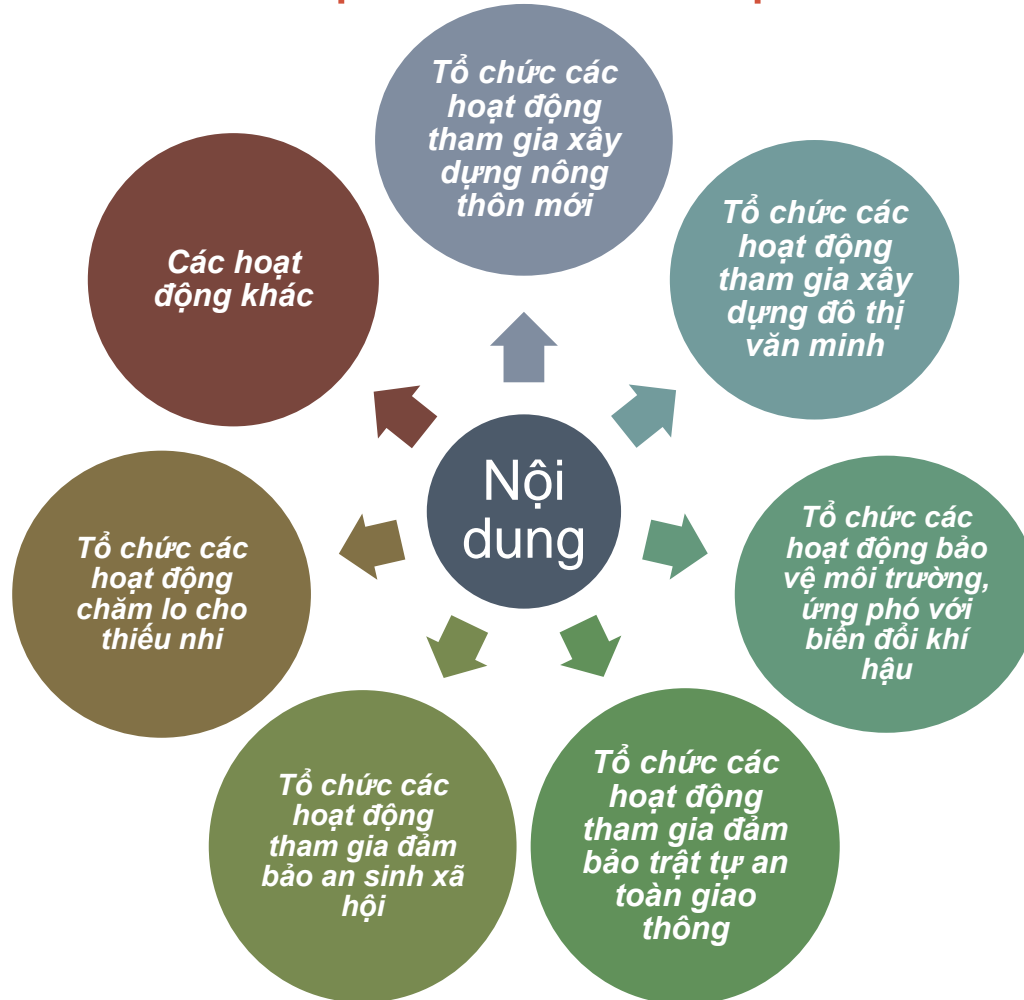 Tổ chức các
hoạt động
tham gia xây
dựng nông
thôn mới
Tổ chức các
hoạt động
tham gia xây
dựng đô thị
văn minh
Tổ chức các
hoạt động bảo
vệ môi trường,
ứng phó với
biến đổi khí
hậu
Tổ chức các
hoạt động
tham gia đảm
bảo trật tự an
toàn giao
thông
Tổ chức các
hoạt động
tham gia đảm
bảo an sinh xã
hội
Tổ chức các
hoạt động
chăm lo cho
thiếu nhi
Các hoạt
động khác
Nội
dung